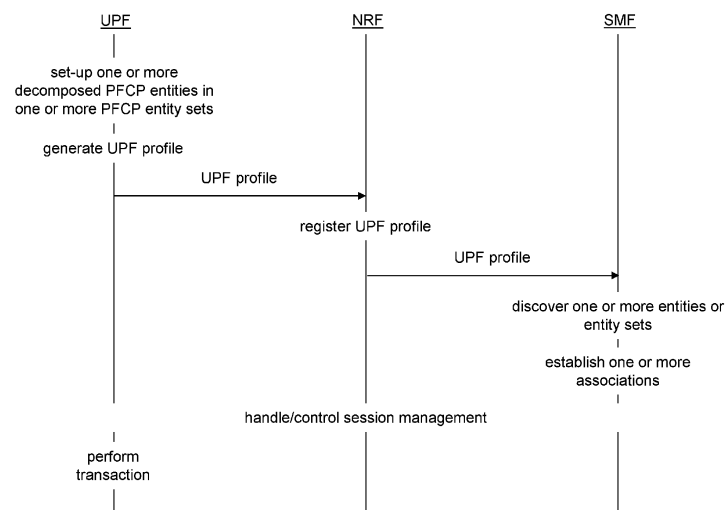 UPF
NRF
SMF
set-up one or more
decomposed PFCP entities in
one or more PFCP entity sets
generate UPF profile
UPF profile
register UPF profile
UPF profile
discover one or more entities or
entity sets
establish one or more
associations
handle/control session management
perform
transaction